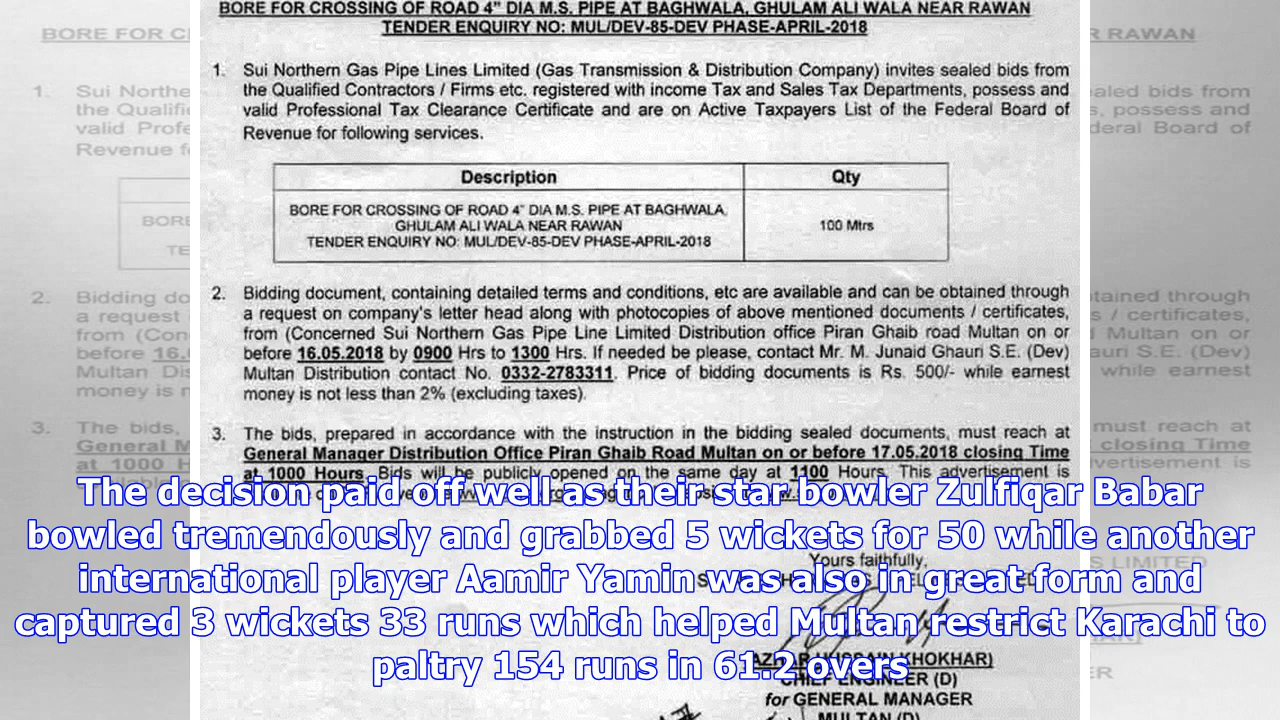 BORE FOR CROSSING OF ROAD 4" DIA M.S. PIPE AT BAGHWALA, GHULAM ALI WALA NEAR RAWAN
TENDER ENQUIRY NO: MUL/DEV-85-DEV PHASE-APRIL-2018
1. Sui Northern Gas Pipe Lines Limited (Gas Transmission & Distribution Company) invites sealed bids from
the Qualified Contractors / Firms etc. registered with income Tax and Sales Tax Departments, possess and
valid Professional Tax Clearance Certificate and are on Active Taxpayers List of the Federal Board of
Revenue for following services.
Description Qty
BORE FOR CROSSING OF ROAD 4" DIA M.S. PIPE AT BAGHWALA,
GHULAM ALI WALA NEAR RAWAN
TENDER ENQUIRY NO: MUL/DEV-85-DEV PHASE-APRIL-2018
100 Mtrs
2. Bidding document, containing detailed terms and conditions, etc are available and can be obtained through
a request on company's letter head along with photocopies of above mentioned documents / certificates,
from (Concerned Sui Northern Gas Pipe Line Limited Distribution office Piran Ghaib road Multan on or
before 16.05.2018 by 0900 Hrs to 1300 Hrs. If needed be please, contact Mr. M. Junaid Ghauri S.E. (Dev)
Multan Distribution contact No. 0332-2783311. Price of bidding documents is Rs. 500/- while earnest
money is not less than 2% (excluding taxes).
3. The bids, prepared in accordance with the instruction in the bidding sealed documents, must reach at
General Manager Distribution Office Piran Ghaib Road Multan on or before 17.05.2018 closing Time
at 1000 Hours. Bids will be publicly opened on the same day at 1100 Hours. This advertisement is
The decision paid off well as their star bowler Zulfiqar Babar
bowled tremendously and grabbed 5 wickets for 50 while another
international player Aamir Yamin was also in great form and
captured 3 wickets 33 runs which helped Multan restrict Karachi to
paltry 154 runs in 61.2 overs
Yours faithfully,
KHOKHAR)
CHIEF ENGINEER (D)
for GENERAL MANAGER
MULTAN (D)